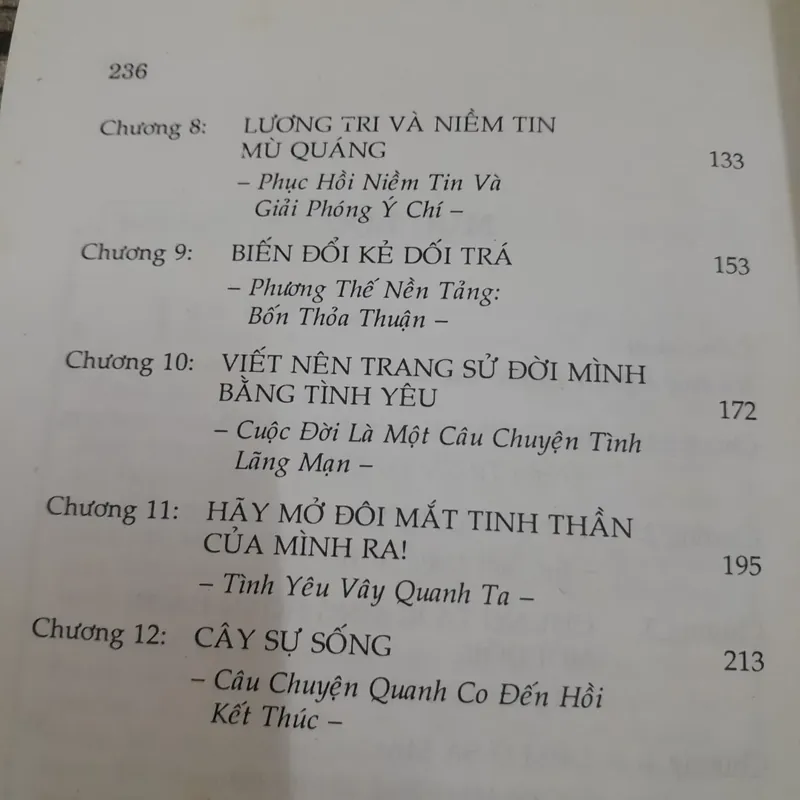 236
Chương 8: LƯƠNG TRI VÀ NIỀM TIN
MÙ QUÁNG 133
– Phục Hồi Niềm Tin Và
Giải Phóng Ý Chí –
Chương 9: BIẾN ĐỔI KẺ DỐI TRÁ 153
– Phương Thế Nền Tảng:
Bốn Thỏa Thuận –
Chương 10: VIẾT NÊN TRANG SỬ ĐỜI MÌNH
BẰNG TÌNH YÊU 172
– Cuộc Đời Là Một Câu Chuyện Tình
Lãng Mạn –
Chương 11: HÃY MỞ ĐÔI MẮT TINH THẦN
CỦA MÌNH RA! 195
– Tình Yêu Vây Quanh Ta –
Chương 12: CÂY SỰ SỐNG 213
– Câu Chuyện Quanh Co Đến Hồi
Kết Thúc –